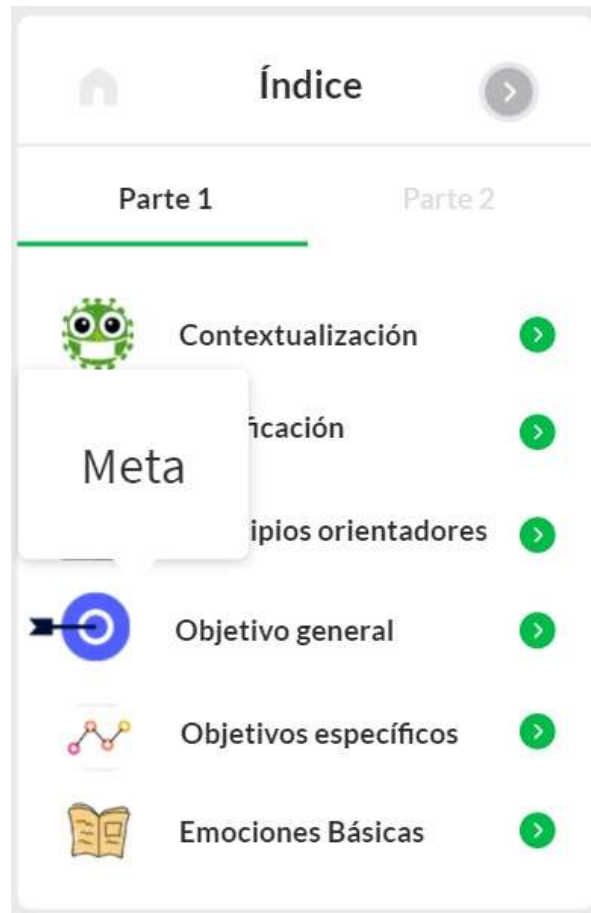 Índice
Parte 1 Parte 2
Contextualización
Meta
ficación
ipios orientadores
Objetivo general
Objetivos específicos
Emociones Básicas